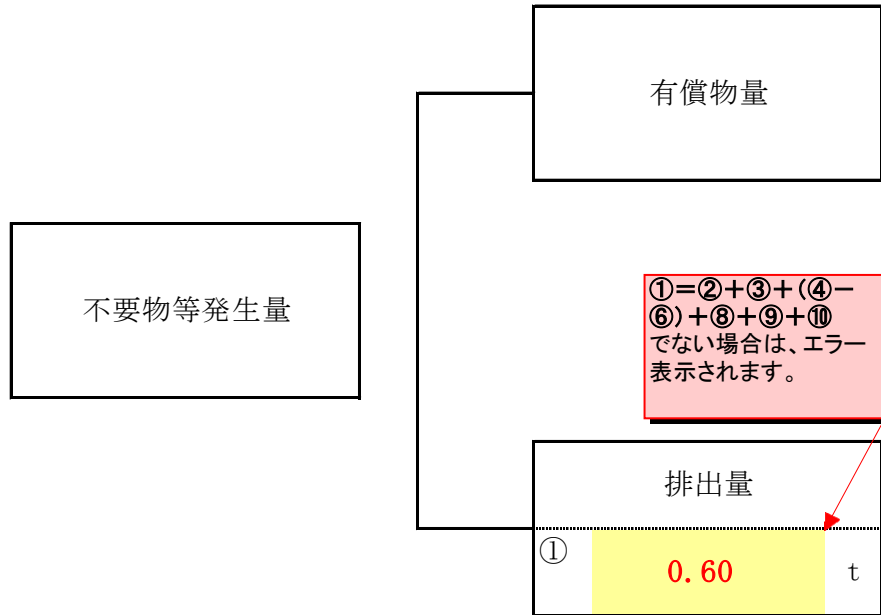 有償物量
不要物等発生量
①=②+③+(④-
⑥)+⑧+⑨+⑩
でない場合は、エラー
表示されます。
排出量
① 0.60 t